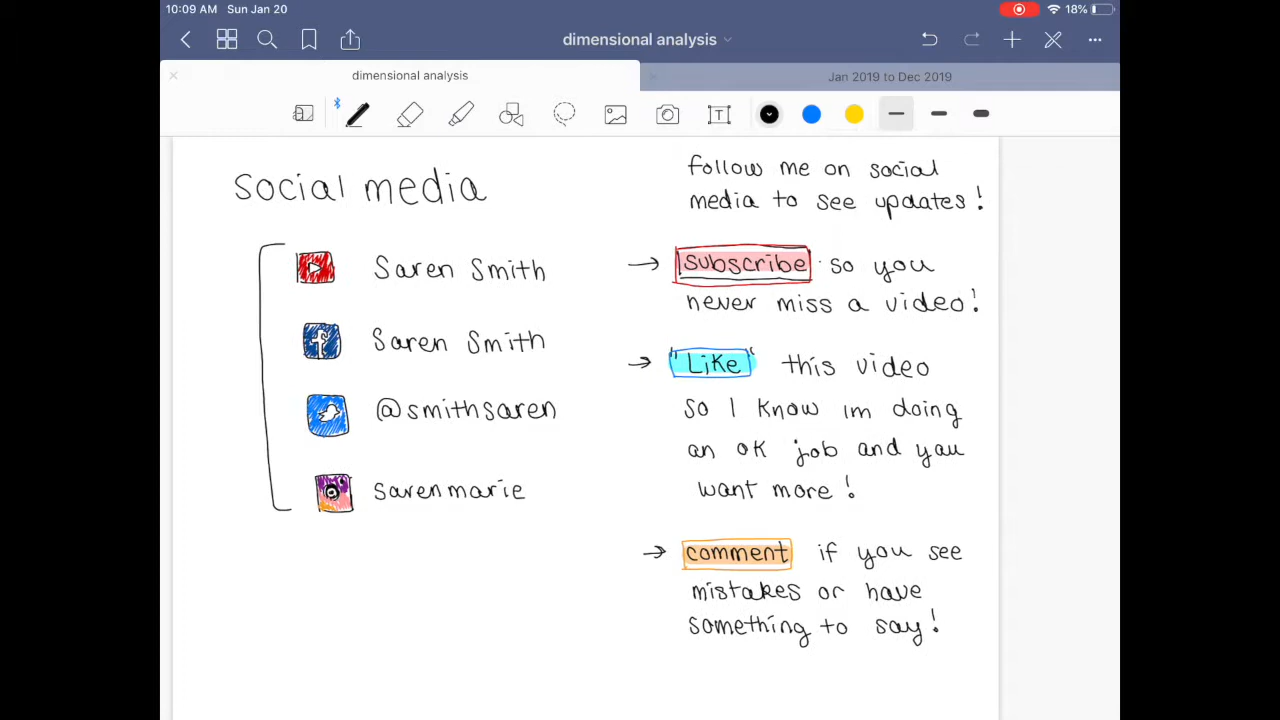 10:09 AM Sun Jan 20
18%
dimensional analysis
dimensional analysis
Jan 2019 to Dec 2019
T
social media
Saren Smith
f
Saren Smith
@smithsaren
sarenmarie
follow me on social
media to see updates!
→ subscribe so you
never miss a video!
→ "Like" this video
so I know im doing
an ok job and you
want more!
→ comment if you see
mistakes or have
something to say!